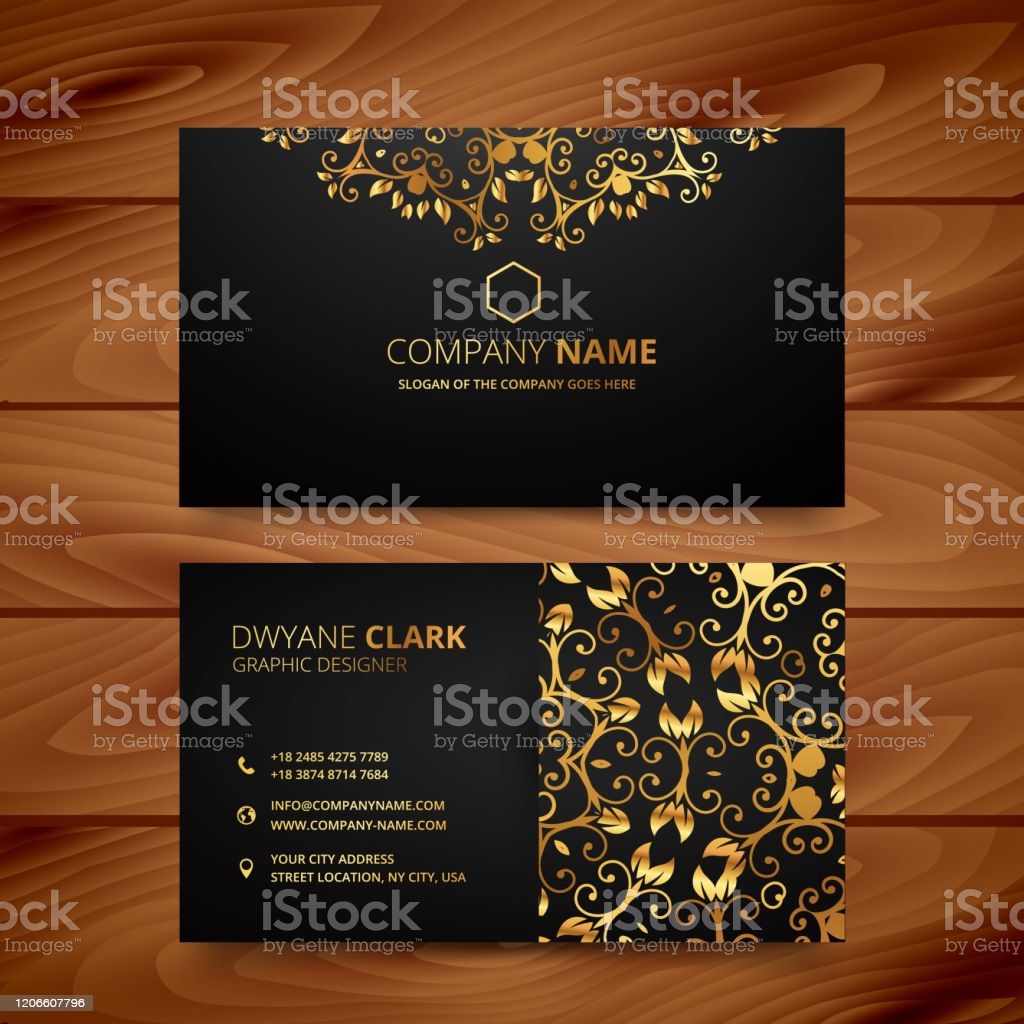 COMPANY NAME
SLOGAN OF THE COMPANY GOES HERE
DWYANE CLARK
GRAPHIC DESIGNER
+18 2485 4275 7789
+18 3874 8714 7684
INFO@COMPANYNAME.COM
WWW.COMPANY-NAME.COM
YOUR CITY ADDRESS
STREET LOCATION, NY CITY, USA
iStock
by Getty Images™
1206607796